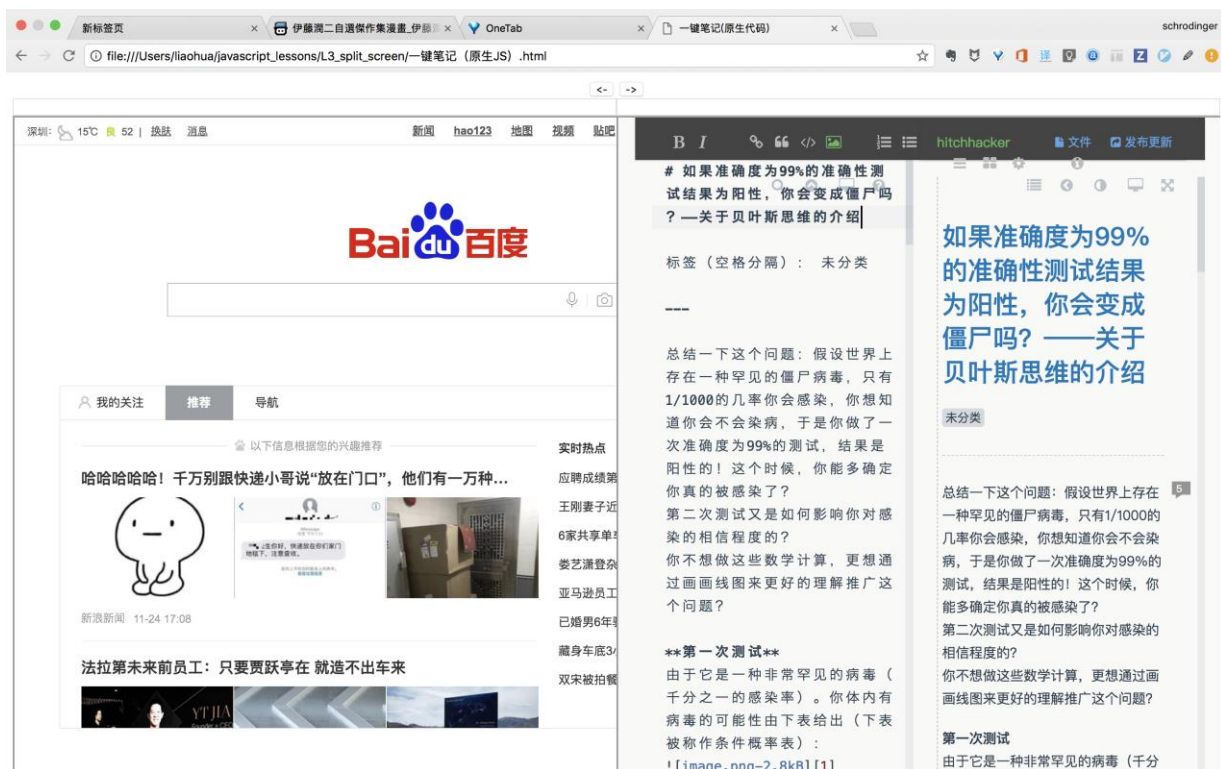 新标签页
伊藤潤二自選傑作集漫畫_伊藤
OneTab
一键笔记(原生代码)
schrodinger
file:///Users/liaohua/javascript_lessons/L3_split_screen/一键笔记（原生JS）.html
<-
->
深圳：
15℃
良 52 | 换肤 消息
新闻 hao123 地图 视频 贴吧
Bai du 百度
我的关注
推荐
导航
以下信息根据您的兴趣推荐
哈哈哈哈哈！千万别跟快递小哥说“放在门口”，他们有一万种...
新浪新闻 11-24 17:08
法拉第未来前员工：只要贾跃亭在 就造不出车来
YT JIA
实时热点
应聘成绩第
王刚妻子近
6家共享单
娄艺潇登杂
亚马逊员工
已婚男6年
藏身车底3
双宋被拍餐
B I
hitchhacker
文件
发布更新
# 如果准确度为99%的准确性测
试结果为阳性，你会变成僵尸吗
？——关于贝叶斯思维的介绍
标签（空格分隔）： 未分类
---
总结一下这个问题：假设世界上
存在一种罕见的僵尸病毒，只有
1/1000的几率你会感染，你想知
道你会不会染病，于是你做了一
次准确度为99%的测试，结果是
阳性的！这个时候，你能多确定
你真的被感染了？
第二次测试又是如何影响你对感
染的相信程度的？
你不想做这些数学计算，更想通
过画画线图来更好的理解推广这
个问题？
**第一次测试**
由于它是一种非常罕见的病毒（
千分之一的感染率）。你体内有
病毒的可能性由下表给出（下表
被称作条件概率表）：
![image.png-2.8kB][1]
如果准确度为99%
的准确性测试结果
为阳性，你会变成
僵尸吗？——关于
贝叶斯思维的介绍
未分类
总结一下这个问题：假设世界上存在
5
一种罕见的僵尸病毒，只有1/1000的
几率你会感染，你想知道你会不会染
病，于是你做了一次准确度为99%的
测试，结果是阳性的！这个时候，你
能多确定你真的被感染了？
第二次测试又是如何影响你对感染的
相信程度的？
你不想做这些数学计算，更想通过画
画线图来更好的理解推广这个问题？
第一次测试
由于它是一种非常罕见的病毒（千分